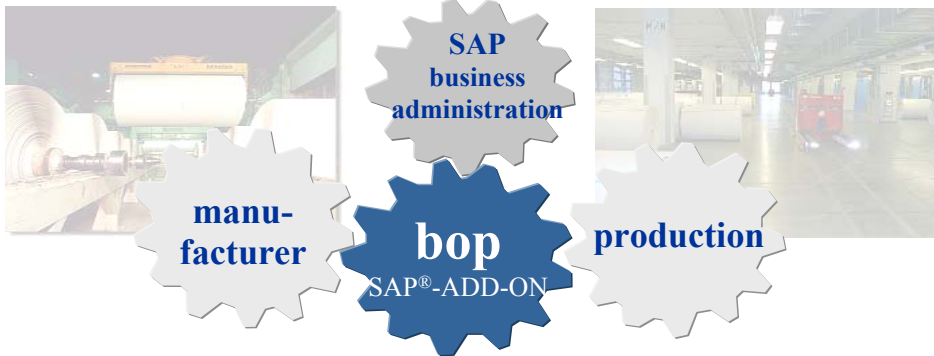 SAP
business
administration
manu-
facturer
bop
SAP®-ADD-ON
production